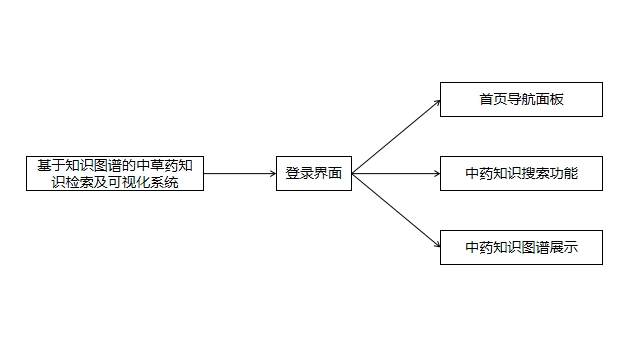 首页导航面板
基于知识图谱的中草药知
识检索及可视化系统
登录界面
中药知识搜索功能
中药知识图谱展示